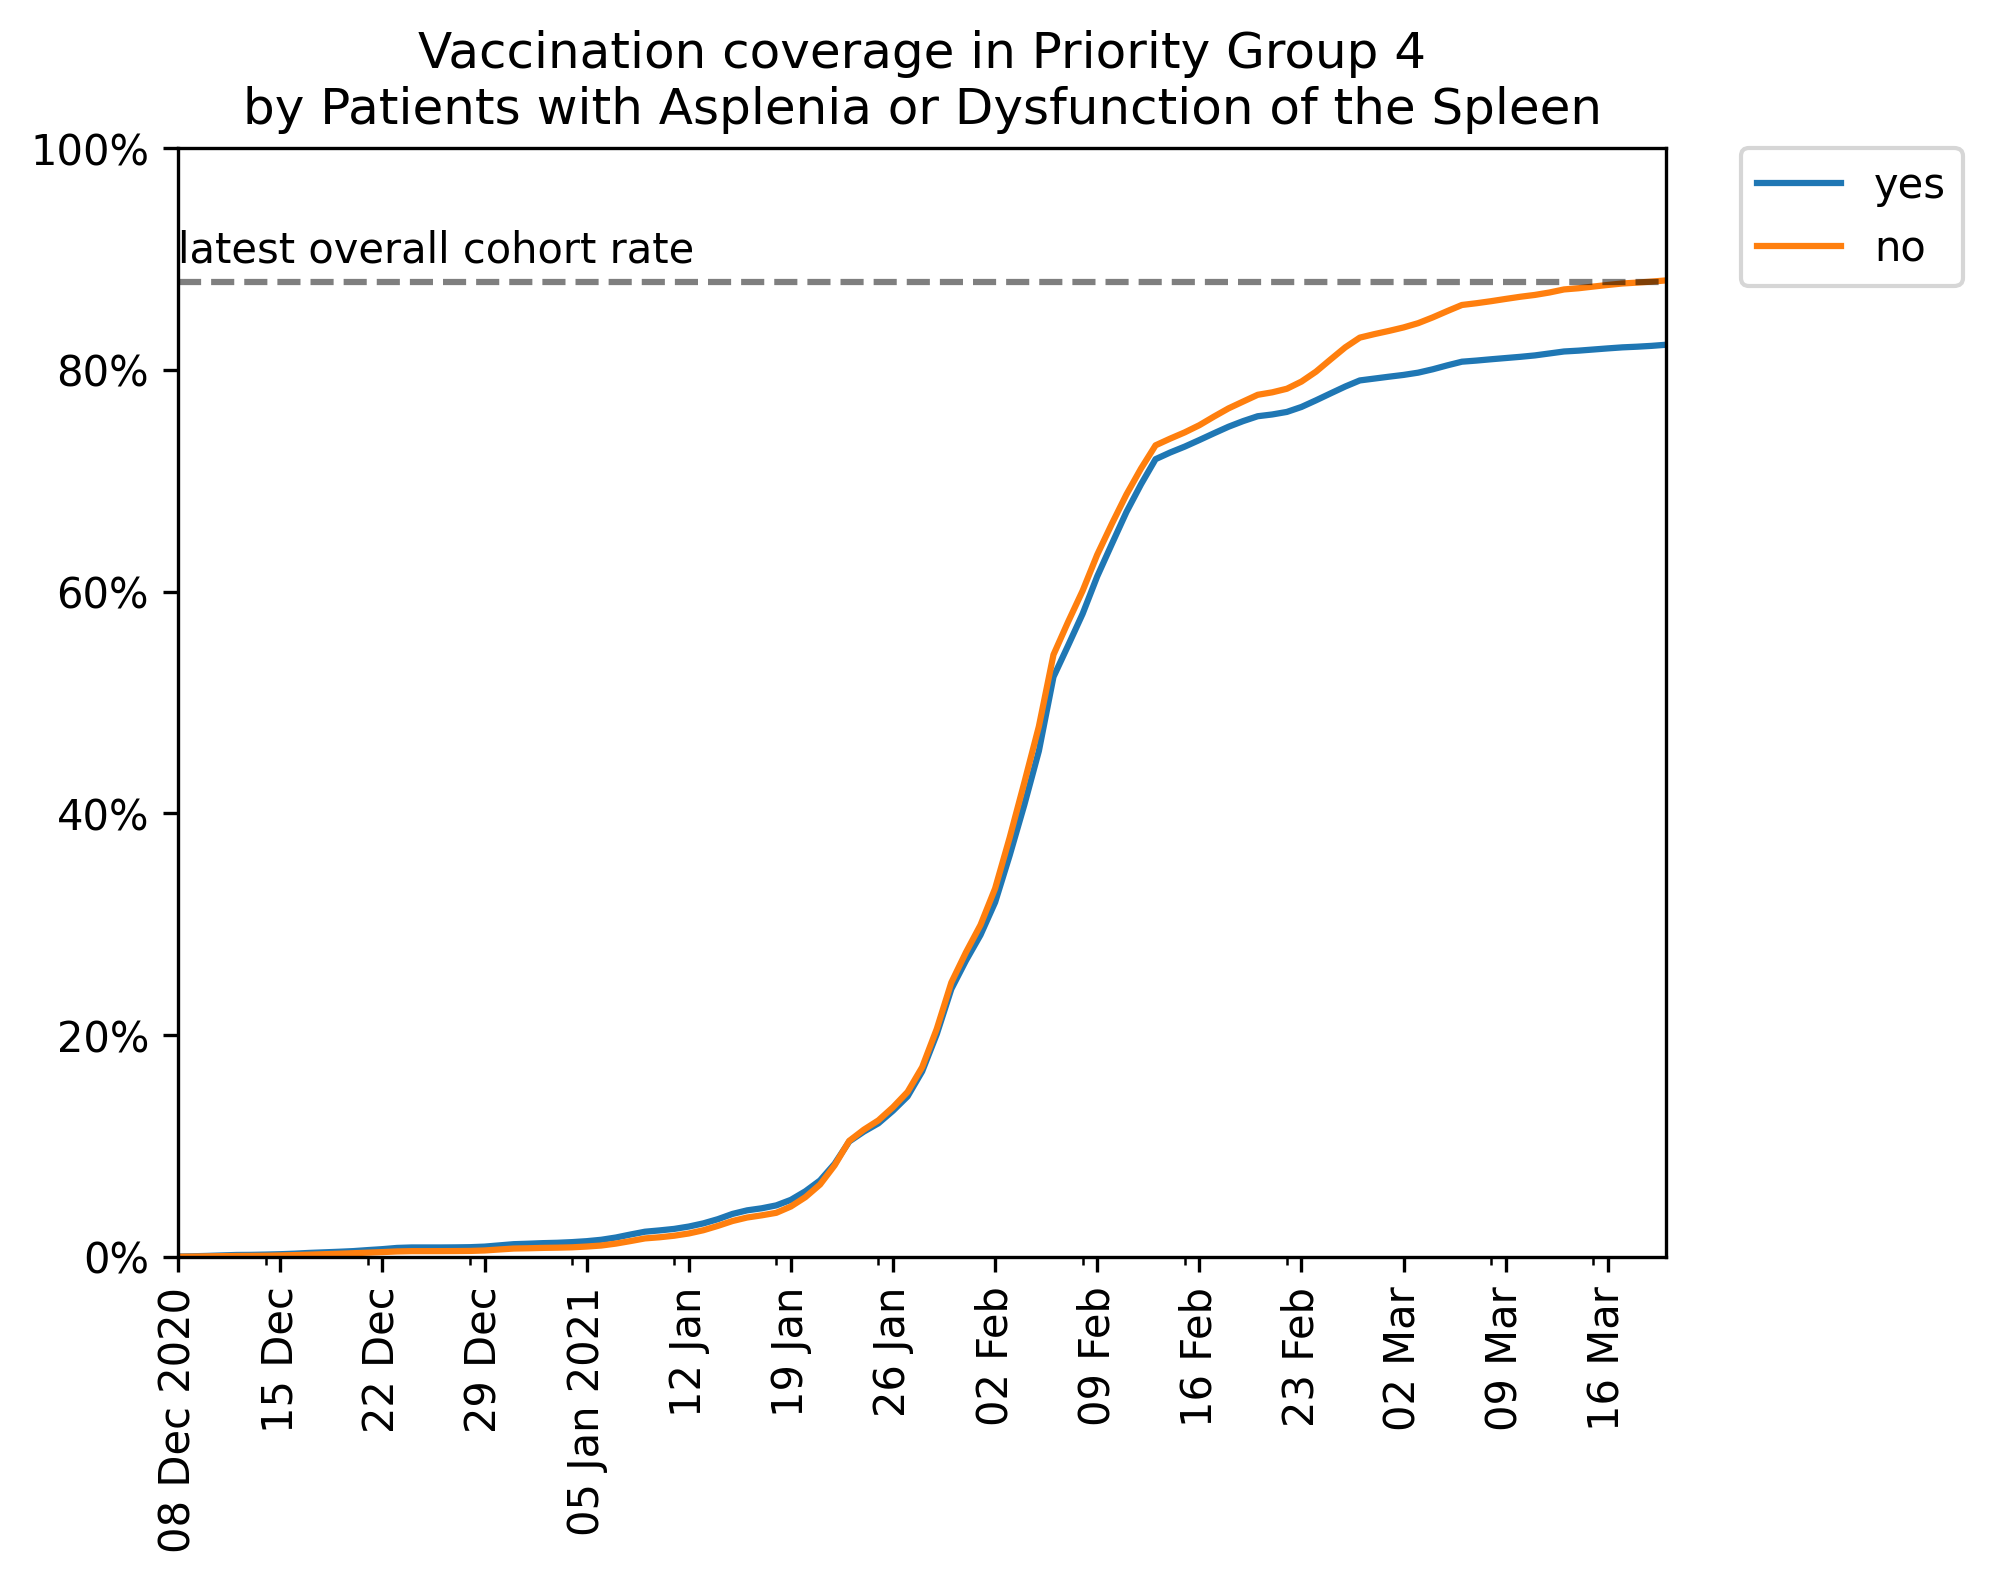 Vaccination coverage in Priority Group 4
by Patients with Asplenia or Dysfunction of the Spleen
100%
80%
60%
40%
20%
0%
latest overall cohort rate
yes
no
08 Dec 2020
15 Dec
22 Dec
29 Dec
05 Jan 2021
12 Jan
19 Jan
26 Jan
02 Feb
09 Feb
16 Feb
23 Feb
02 Mar
09 Mar
16 Mar